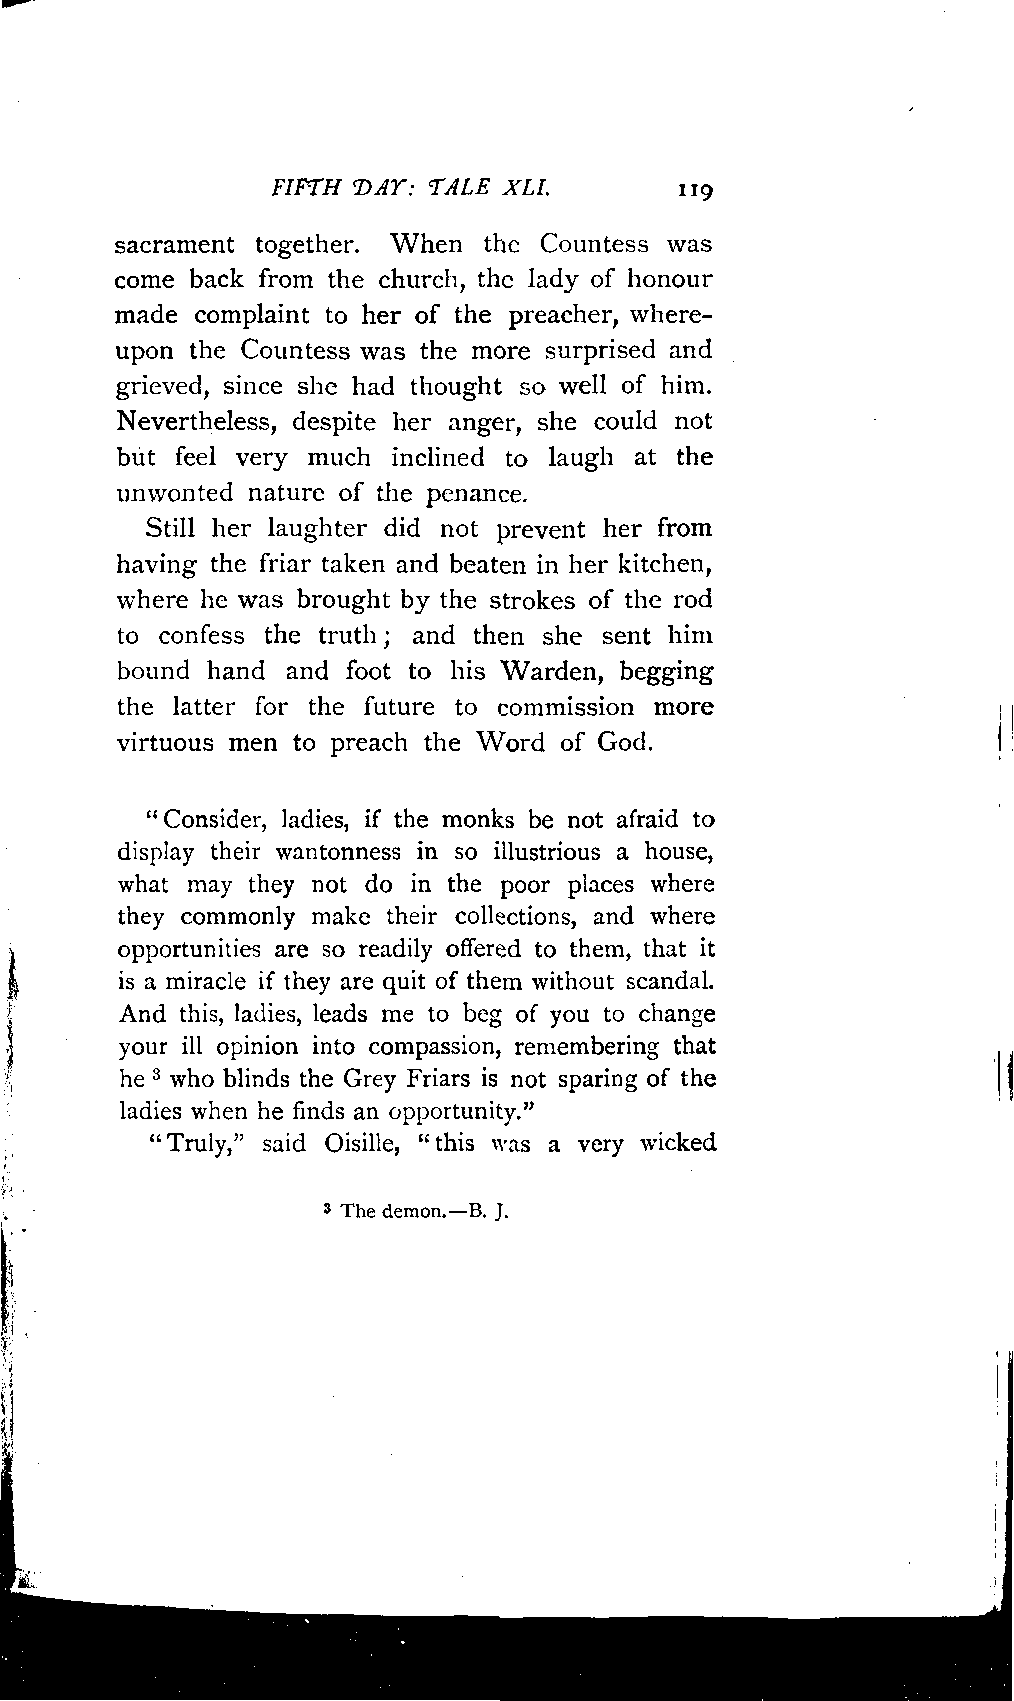 FIFTH DAY: TALE XLI. 119
sacrament together. When the Countess was
come back from the church, the lady of honour
made complaint to her of the preacher, where-
upon the Countess was the more surprised and
grieved, since she had thought so well of him.
Nevertheless, despite her anger, she could not
but feel very much inclined to laugh at the
unwonted nature of the penance.
Still her laughter did not prevent her from
having the friar taken and beaten in her kitchen,
where he was brought by the strokes of the rod
to confess the truth; and then she sent him
bound hand and foot to his Warden, begging
the latter for the future to commission more
virtuous men to preach the Word of God.
"Consider, ladies, if the monks be not afraid to
display their wantonness in so illustrious a house,
what may they not do in the poor places where
they commonly make their collections, and where
opportunities are so readily offered to them, that it
is a miracle if they are quit of them without scandal.
And this, ladies, leads me to beg of you to change
your ill opinion into compassion, remembering that
he ³ who blinds the Grey Friars is not sparing of the
ladies when he finds an opportunity."
"Truly," said Oisille, "this was a very wicked
³ The demon.—B. J.